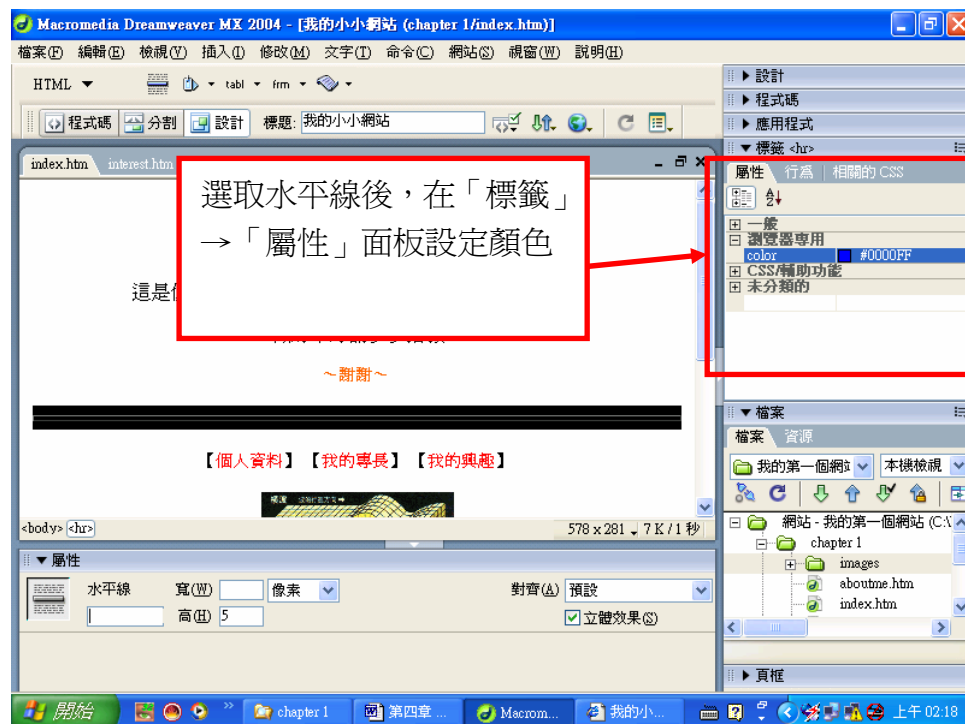 Macromedia Dreamweaver MX 2004 - [我的小小網站 (chapter 1/index.htm)]
檔案(F) 編輯(E) 檢視(V) 插入(I) 修改(M) 文字(T) 命令(C) 網站(S) 視窗(W) 說明(H)
HTML tabl frm
程式碼 分割 設計 標題: 我的小小網站
index.htm interest.htm
選取水平線後,在「標籤」
→「屬性」面板設定顏色
這是
~謝謝~
【個人資料】【我的專長】【我的興趣】
<body> <hr> 578 x 281 7 K / 1 秒
屬性
水平線 寬(W) 像素 對齊(A) 預設
高(H) 5 立體效果(S)
設計
程式碼
應用程式
標籤 <hr>
屬性 行為 相關的 CSS
一般
瀏覽器專用
color #0000FF
CSS/輔助功能
未分類的
檔案
檔案 資源
我的第一個網 本機檢視
網站 - 我的第一個網站 (C:\
chapter 1
images
aboutme.htm
index.htm
頁框
開始 chapter 1 第四章 ... Macrom... 我的小... 上午 02:18